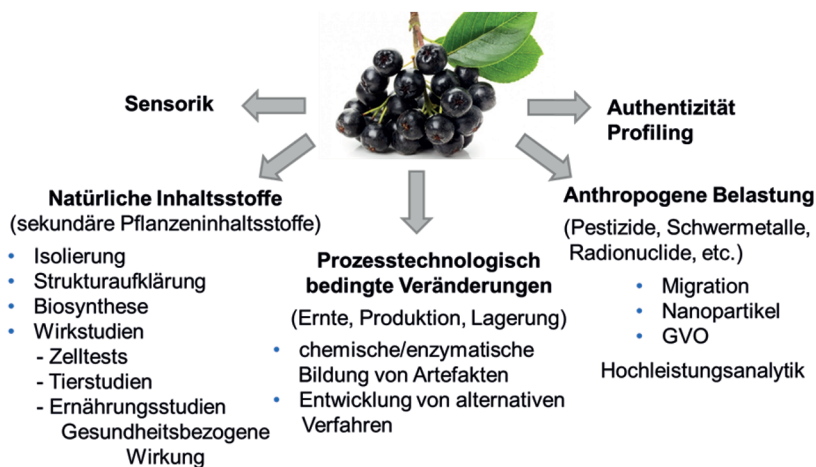 Sensorik
Authentizität
Profiling
Natürliche Inhaltsstoffe
(sekundäre Pflanzeninhaltsstoffe)
• Isolierung
• Strukturaufklärung
• Biosynthese
• Wirkstudien
- Zelltests
- Tierstudien
- Ernährungsstudien
Gesundheitsbezogene
Wirkung
Prozesstechnologisch
bedingte Veränderungen
(Ernte, Produktion, Lagerung)
• chemische/enzymatische
Bildung von Artefakten
• Entwicklung von alternativen
Verfahren
Anthropogene Belastung
(Pestizide, Schwermetalle,
Radionuclide, etc.)
• Migration
• Nanopartikel
• GVO
Hochleistungsanalytik